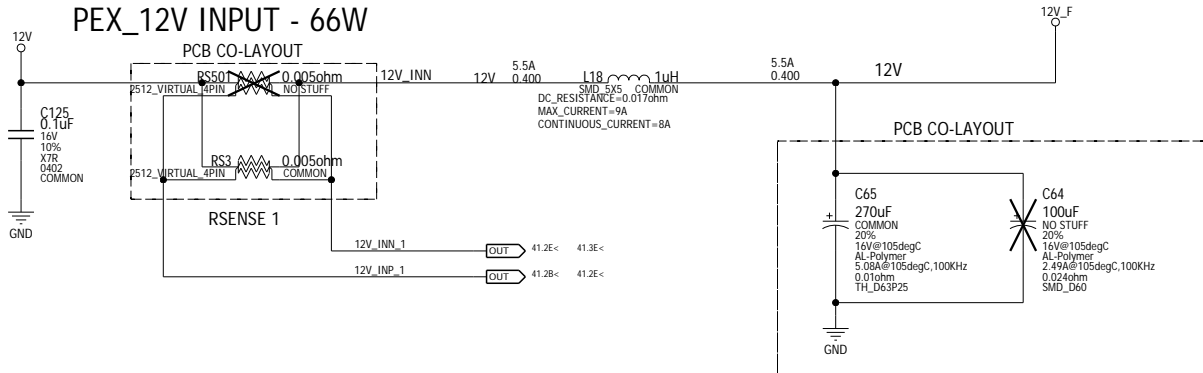 PEX_12V INPUT - 66W
12V
PCB CO-LAYOUT
RS501
0.005ohm
2512_VIRTUAL_4PIN
NO STUFF
12V_INN
12V
5.5A
0.400
L18
1uH
SMD_5X5
COMMON
DC_RESISTANCE=0.017ohm
MAX_CURRENT=9A
CONTINUOUS_CURRENT=8A
5.5A
0.400
12V
12V_F
C125
0.1uF
16V
10%
X7R
0402
COMMON
GND
RS3
0.005ohm
2512_VIRTUAL_4PIN
COMMON
RSENSE 1
12V_INN_1
OUT
41.2E<
41.3E<
12V_INP_1
OUT
41.2B<
41.2E<
PCB CO-LAYOUT
C65
270uF
COMMON
20%
16V@105degC
AL-Polymer
5.08A@105degC,100KHz
0.01ohm
TH_D63P25
C64
100uF
NO STUFF
20%
16V@105degC
AL-Polymer
2.49A@105degC,100KHz
0.024ohm
SMD_D60
GND